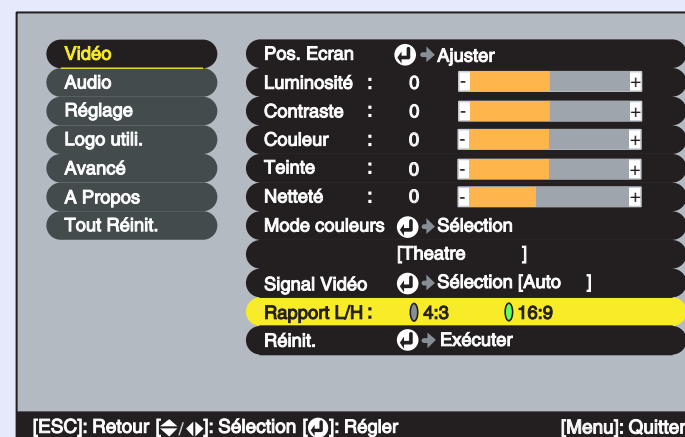 Vidéo
Audio
Réglage
Logo utili.
Avancé
A Propos
Tout Réinit.
Pos. Ecran Ajuster
Luminosité : 0 - +
Contraste : 0 - +
Couleur : 0 - +
Teinte : 0 - +
Netteté : 0 - +
Mode couleurs Sélection
[Theatre ]
Signal Vidéo Sélection [Auto ]
Rapport L/H : 4:3 16:9
Réinit. Exécuter
[ESC]: Retour [/]: Sélection []: Régler [Menu]: Quitter